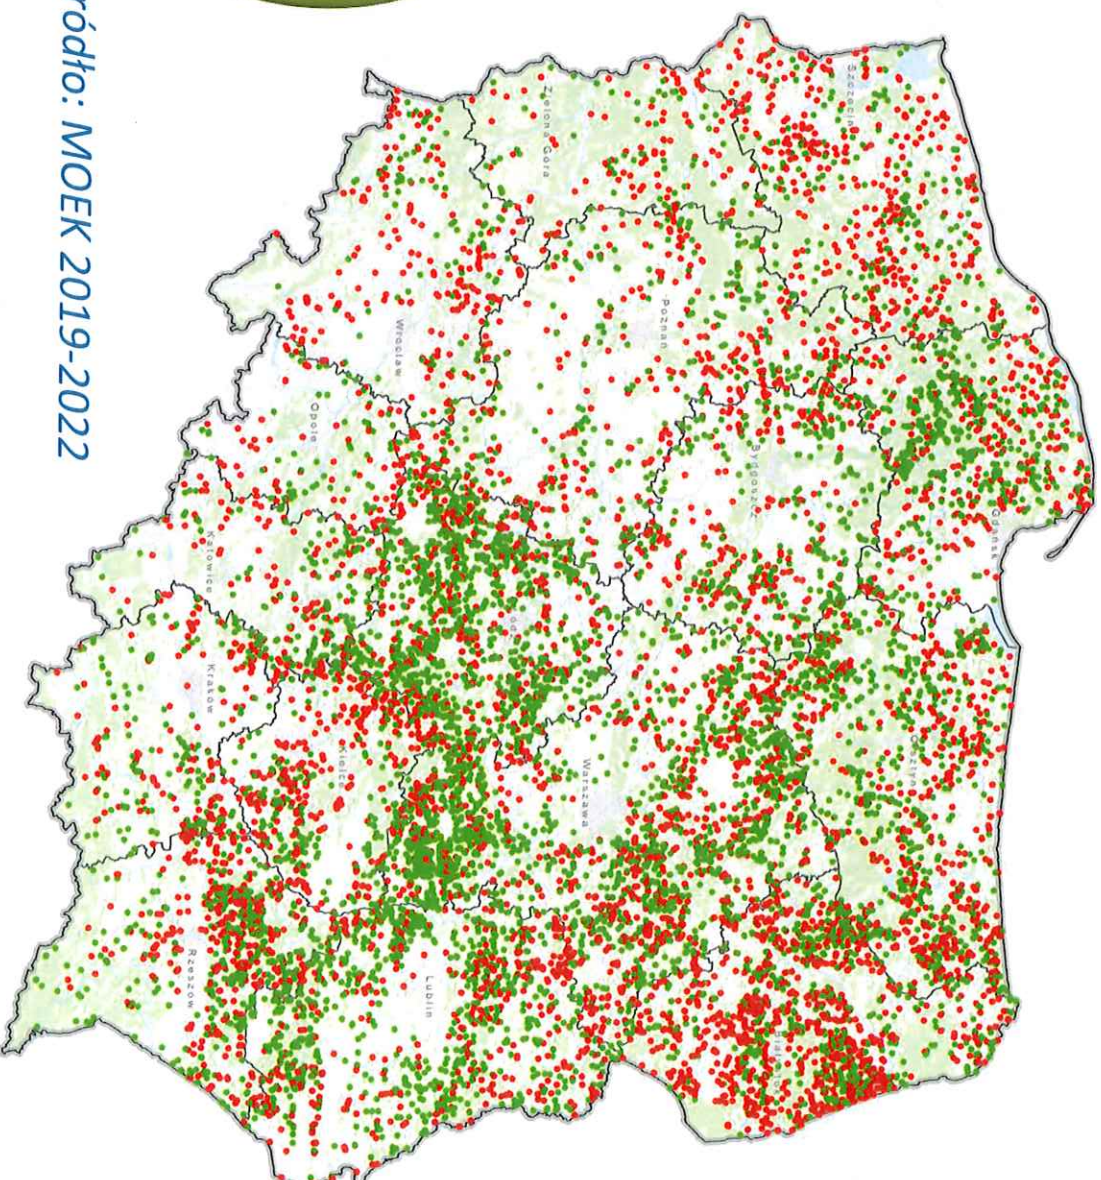 ródło: MOEK 2019-2022
Szczecin
Gdańsk
Olsztyn
Bydgoszcz
Zielona Góra
Poznań
Warszawa
Wrocław
Opole
Kielce
Lublin
Katowice
Kraków
Rzeszów